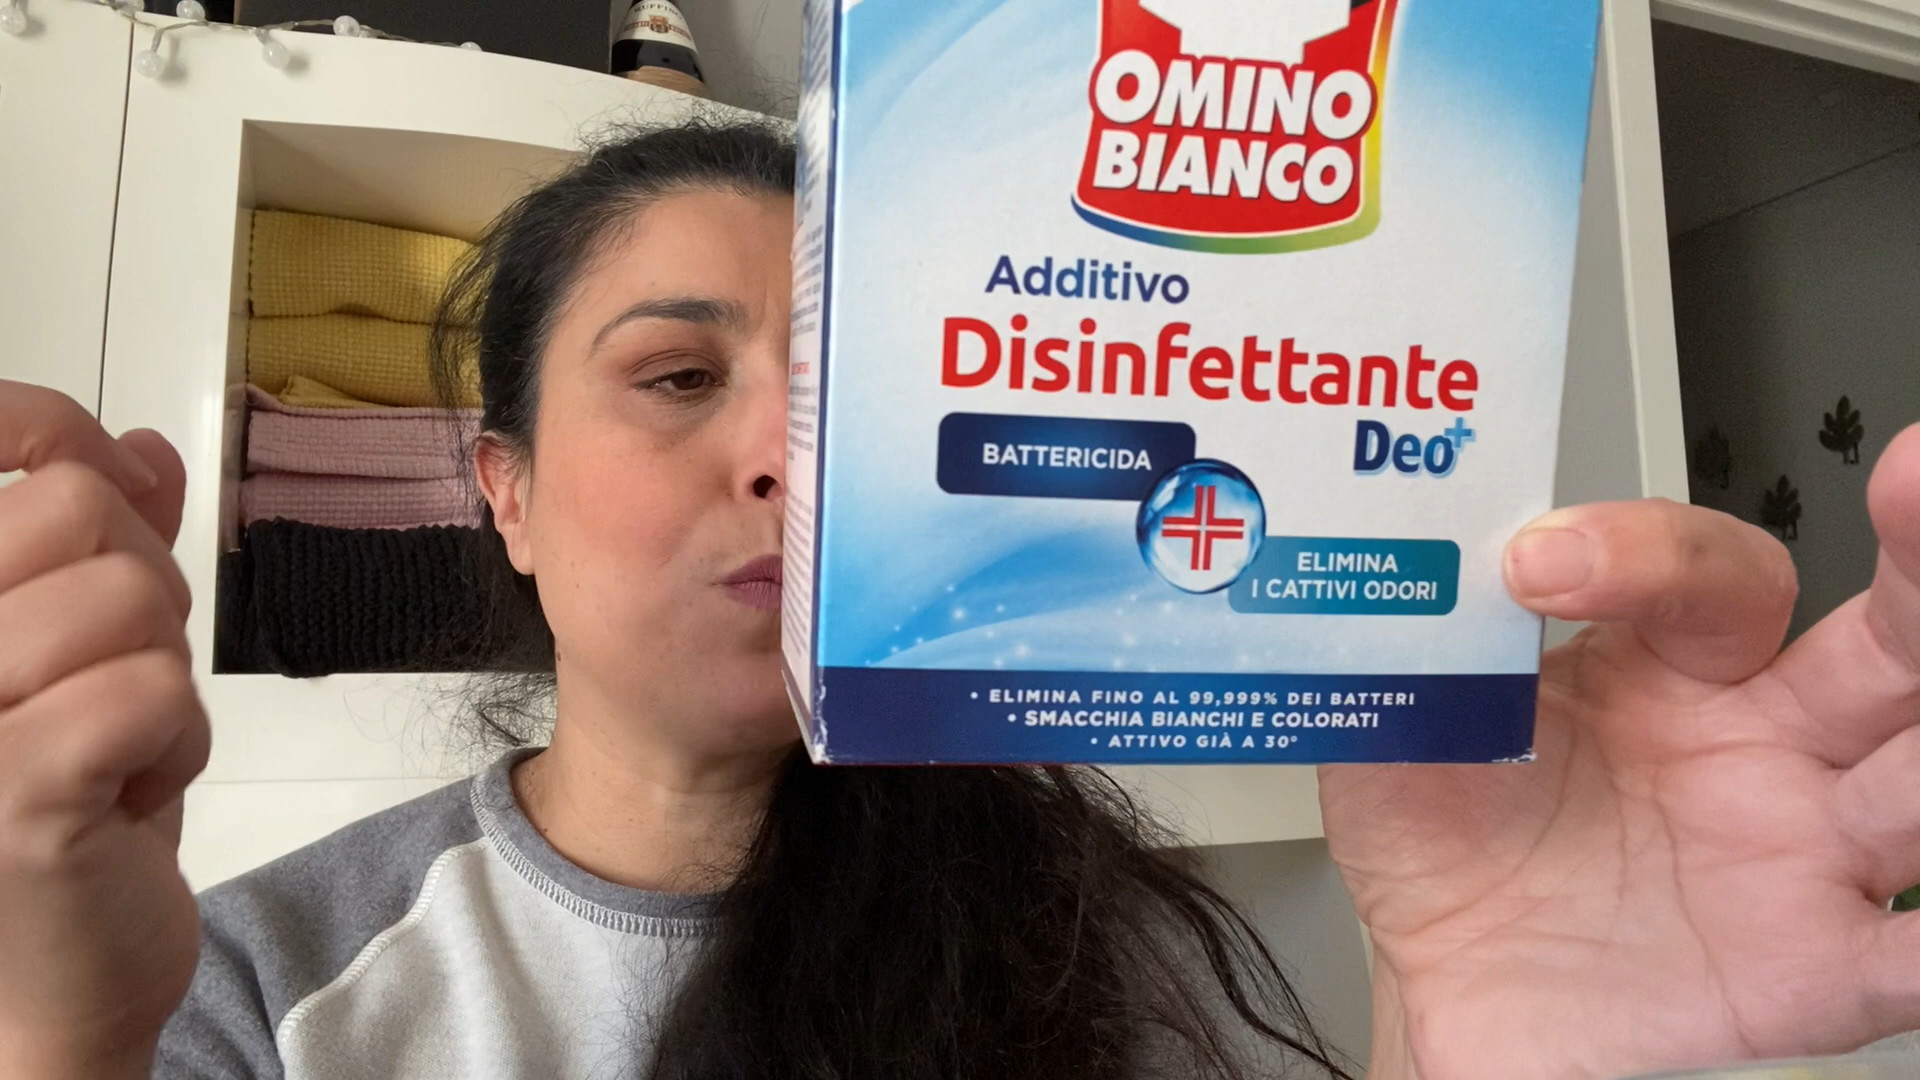 RUFFINO
OMINO
BIANCO
Additivo
Disinfettante
Deo+
BATTERICIDA
ELIMINA
I CATTIVI ODORI
• ELIMINA FINO AL 99,999% DEI BATTERI
• SMACCHIA BIANCHI E COLORATI
• ATTIVO GIÀ A 30°